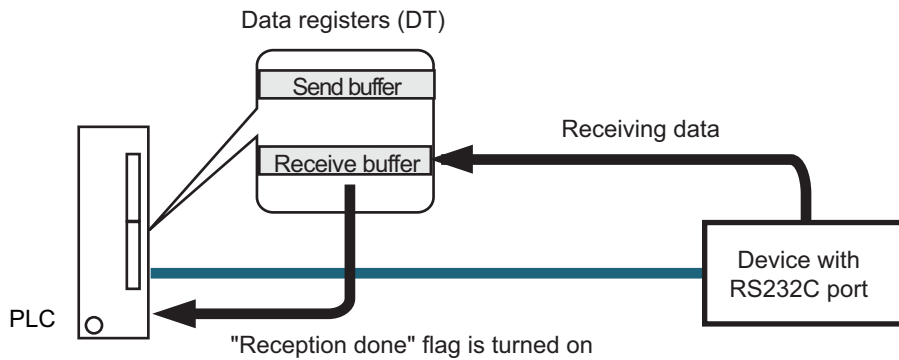 Data registers (DT)
Send buffer
Receiving data
Receive buffer
Device with
RS232C port
PLC
"Reception done" flag is turned on